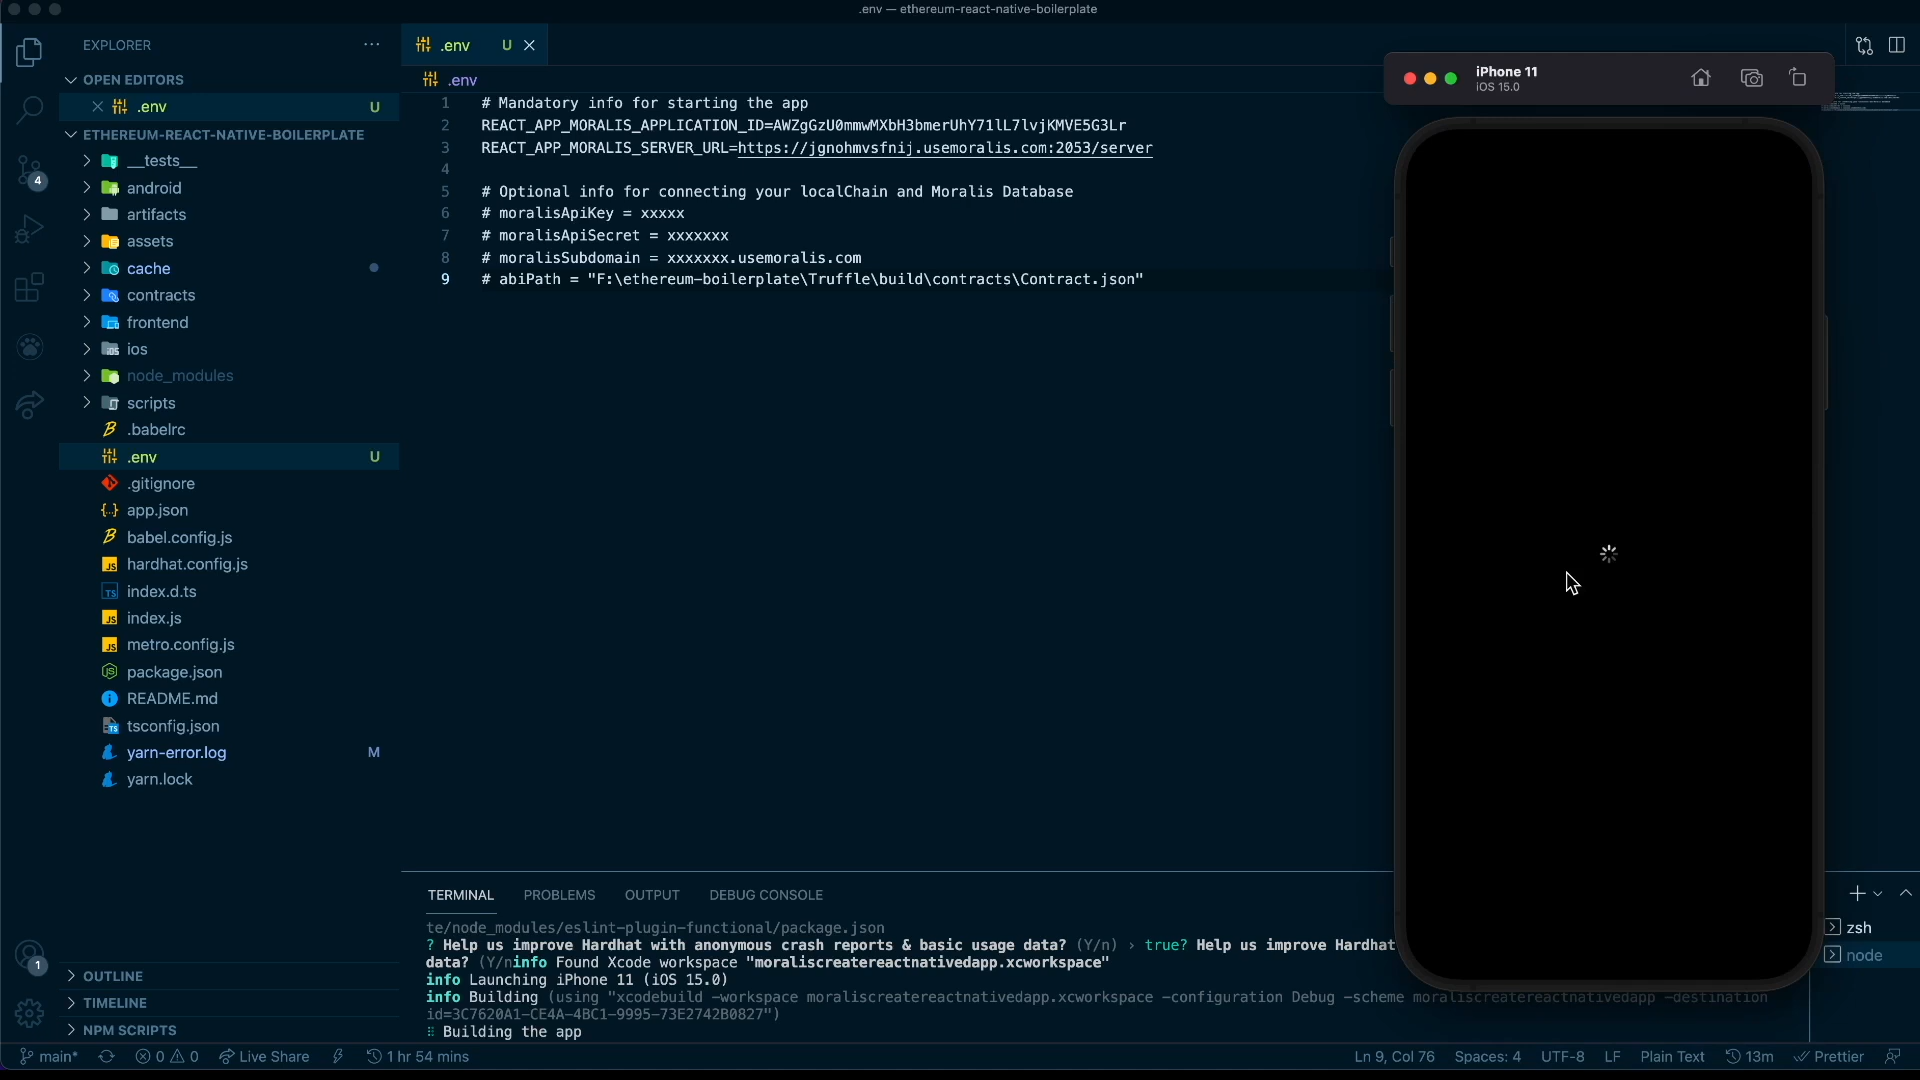 .env — ethereum-react-native-boilerplate
EXPLORER
OPEN EDITORS
.env U
ETHEREUM-REACT-NATIVE-BOILERPLATE
__tests__
android
artifacts
assets
cache
contracts
frontend
ios
node_modules
scripts
.babelrc
.env U
.gitignore
app.json
babel.config.js
hardhat.config.js
index.d.ts
index.js
metro.config.js
package.json
README.md
tsconfig.json
yarn-error.log M
yarn.lock
OUTLINE
TIMELINE
NPM SCRIPTS
4
1
.env U
.env
1 # Mandatory info for starting the app
2 REACT_APP_MORALIS_APPLICATION_ID=AWZgGzU0mmwMXbH3bmerUhY71lL7lvjKMVE5G3Lr
3 REACT_APP_MORALIS_SERVER_URL=https://jgnohmvsfnij.usemoralis.com:2053/server
4
5 # Optional info for connecting your localChain and Moralis Database
6 # moralisApiKey = xxxxx
7 # moralisApiSecret = xxxxxxx
8 # moralisSubdomain = xxxxxxx.usemoralis.com
9 # abiPath = "F:\ethereum-boilerplate\Truffle\build\contracts\Contract.json"
iPhone 11
iOS 15.0
TERMINAL PROBLEMS OUTPUT DEBUG CONSOLE
te/node_modules/eslint-plugin-functional/package.json
? Help us improve Hardhat with anonymous crash reports & basic usage data? (Y/n) › true? Help us improve Hardhat
data? (Y/ninfo Found Xcode workspace "moraliscreatereactnativedapp.xcworkspace"
info Launching iPhone 11 (iOS 15.0)
info Building (using "xcodebuild -workspace moraliscreatereactnativedapp.xcworkspace -configuration Debug -scheme moraliscreatereactnativedapp -destination
id=3C7620A1-CE4A-4BC1-9995-73E2742B0827")
Building the app
zsh
node
main* 0 0 Live Share 1 hr 54 mins
Ln 9, Col 76 Spaces: 4 UTF-8 LF Plain Text 13m Prettier